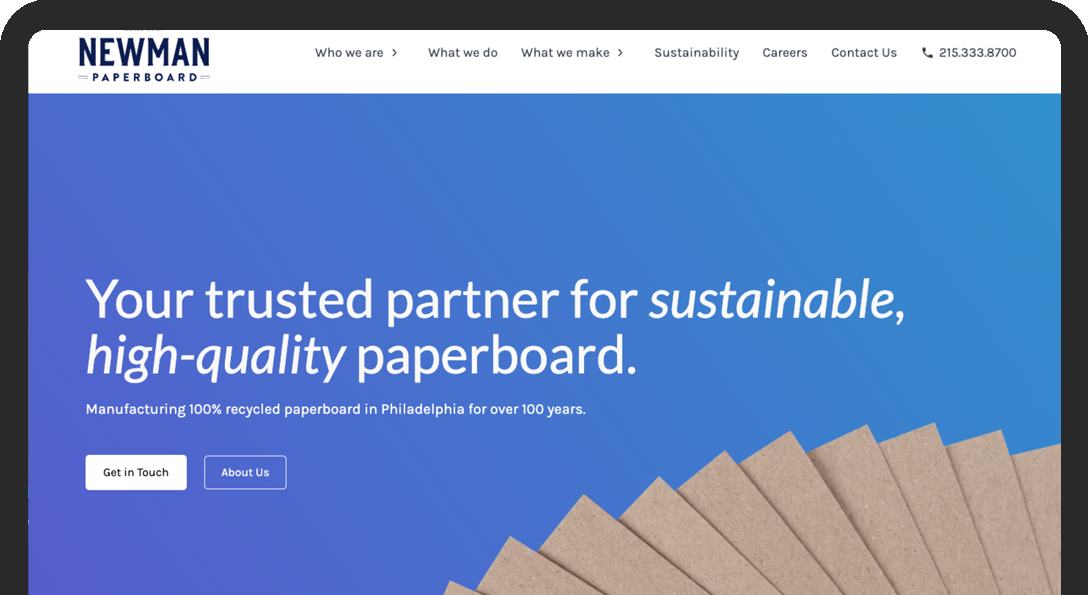 NEWMAN
PAPERBOARD
Who we are
What we do
What we make
Sustainability
Careers
Contact Us
215.333.8700
Your trusted partner for sustainable,
high-quality paperboard.
Manufacturing 100% recycled paperboard in Philadelphia for over 100 years.
Get in Touch
About Us